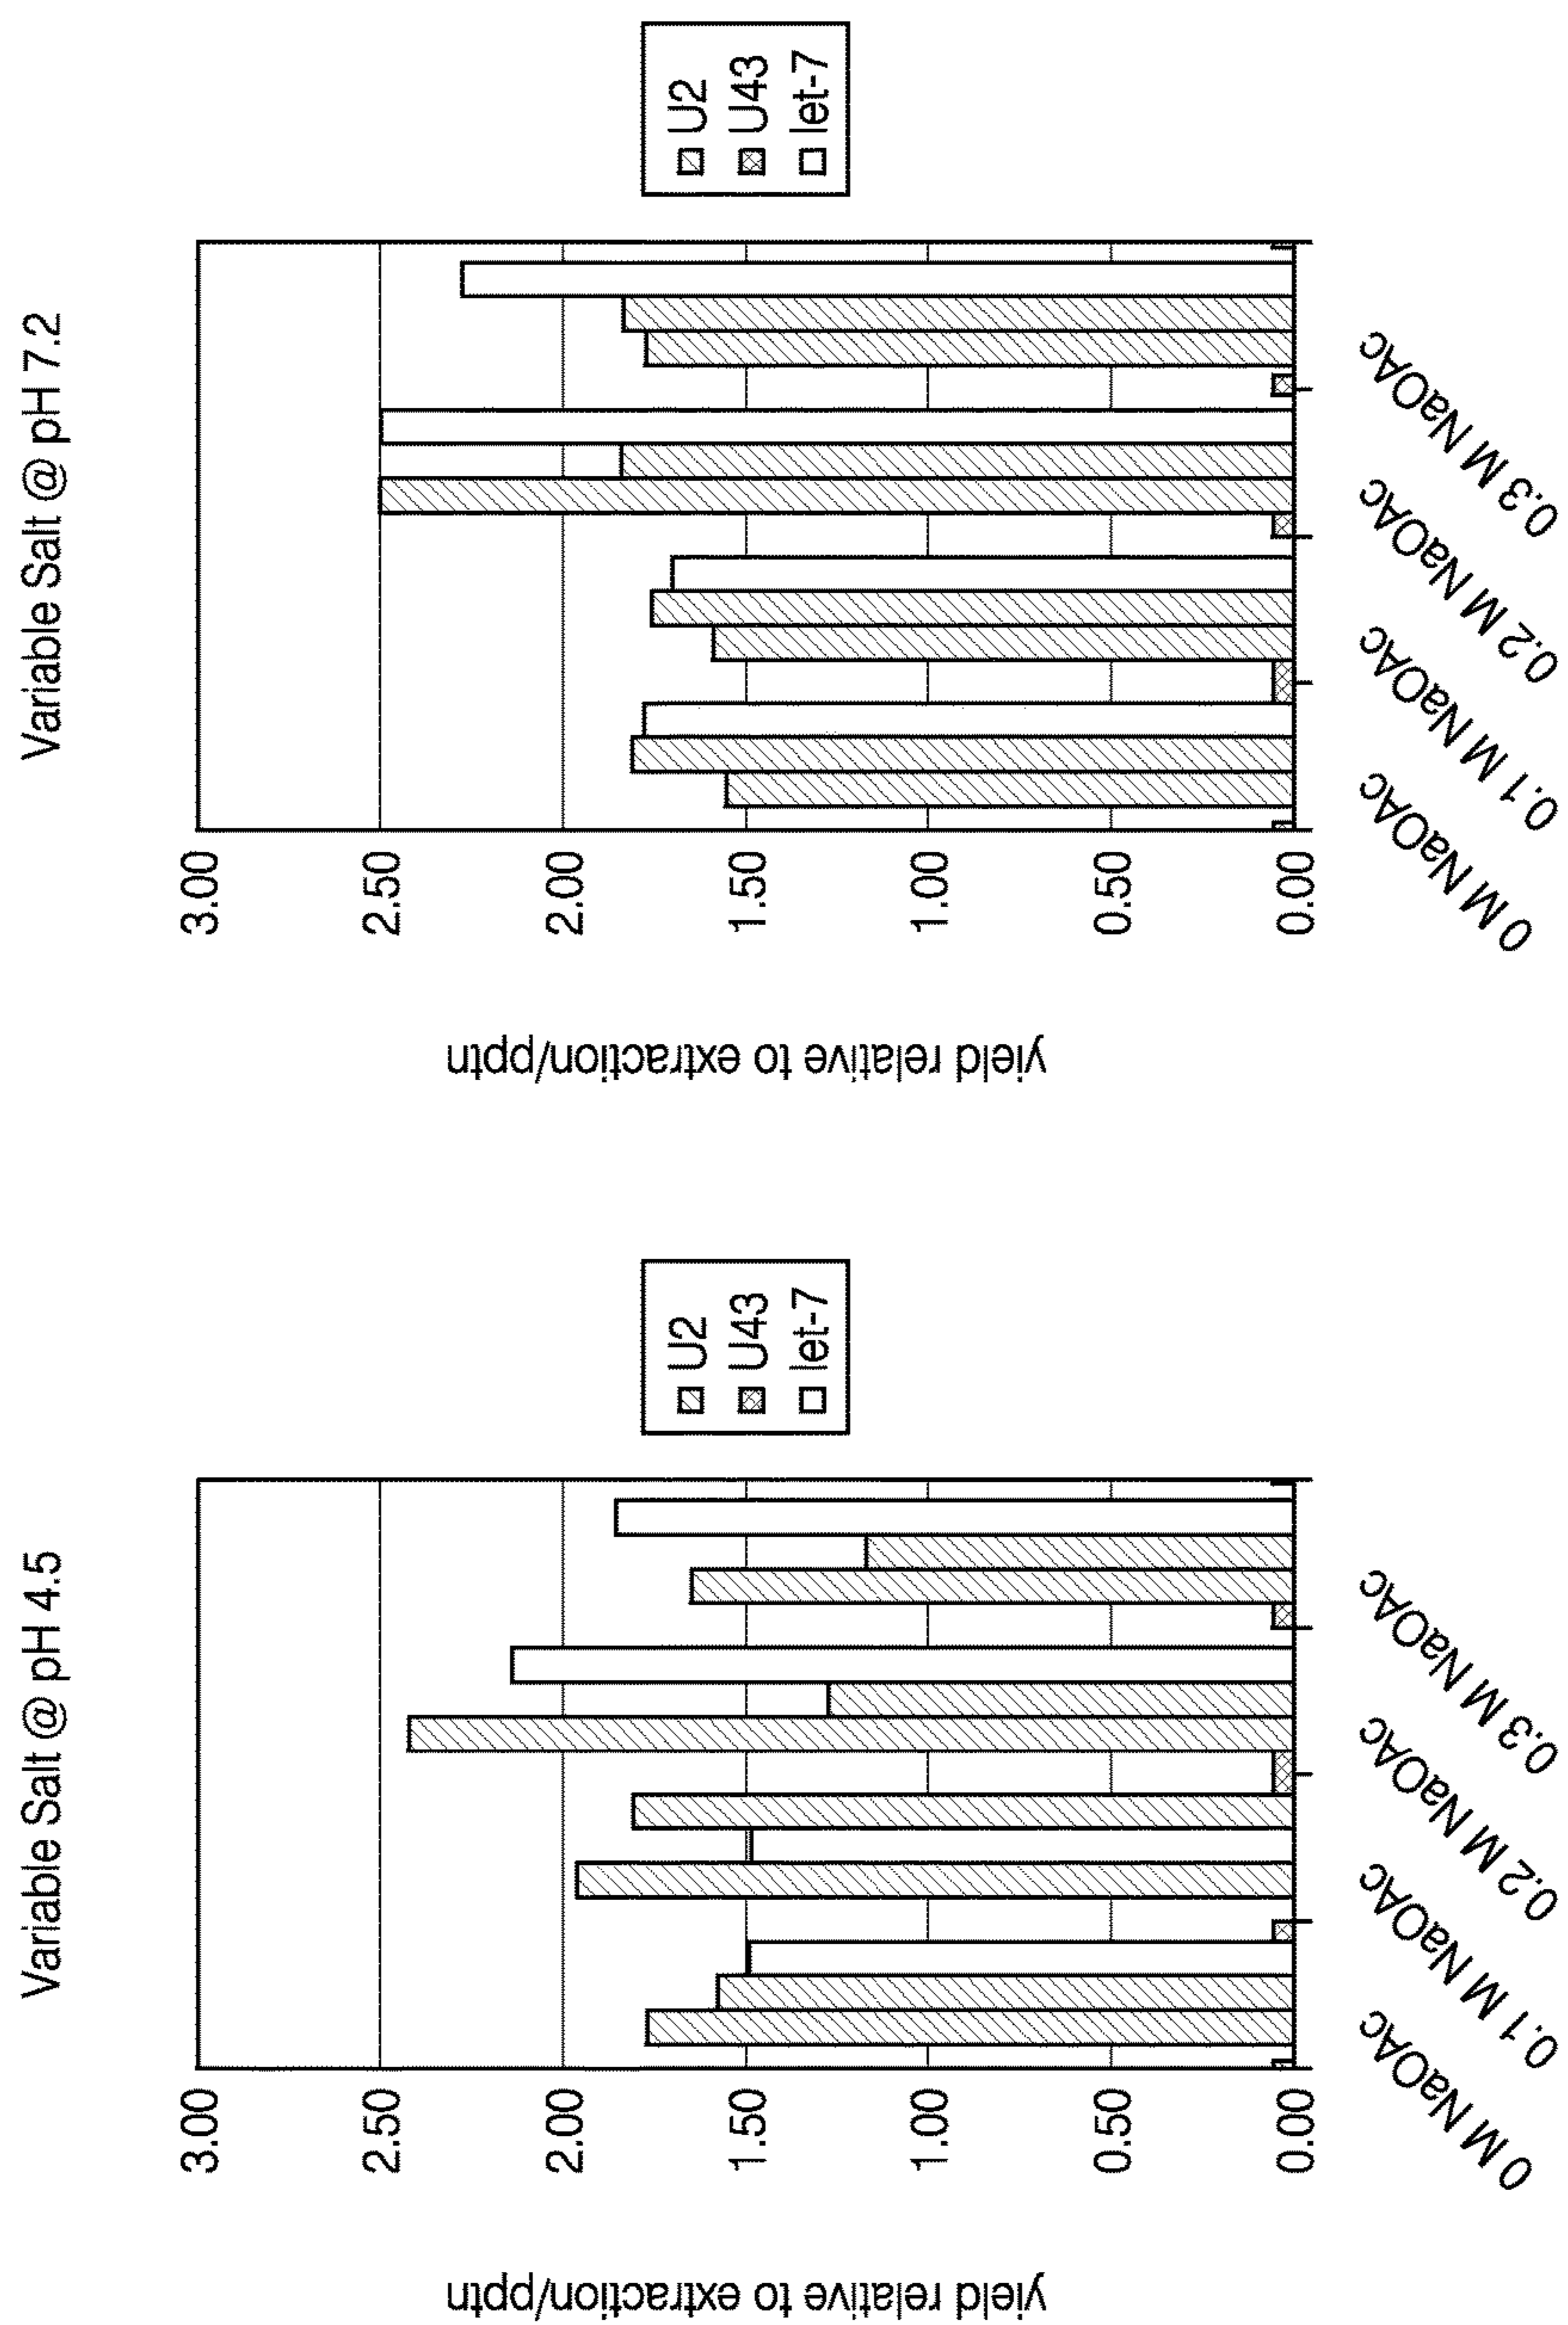 Variable Salt @ pH 4.5
yield relative to extraction/pptn
3.00
2.50
2.00
1.50
1.00
0.50
0.00
0 M NaOAc
0.1 M NaOAc
0.2 M NaOAc
0.3 M NaOAc
U2
U43
let-7
Variable Salt @ pH 7.2
yield relative to extraction/pptn
3.00
2.50
2.00
1.50
1.00
0.50
0.00
0 M NaOAc
0.1 M NaOAc
0.2 M NaOAc
0.3 M NaOAc
U2
U43
let-7